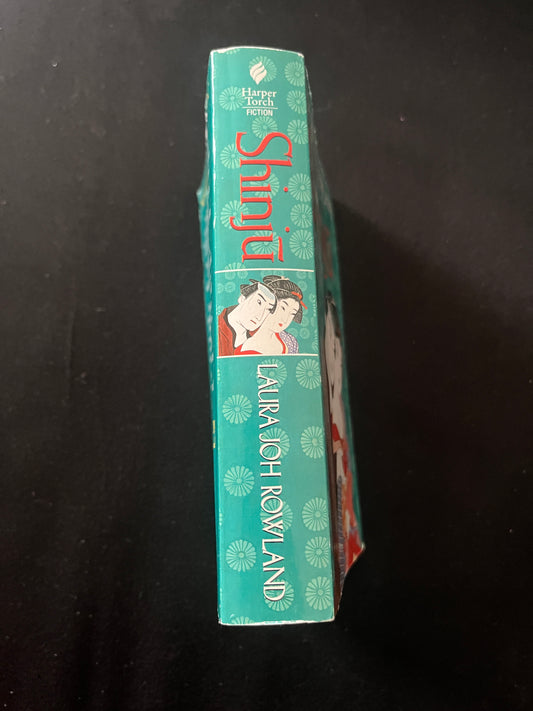 Harper
Torch
FICTION
Shinjū
LAURA JOH ROWLAND